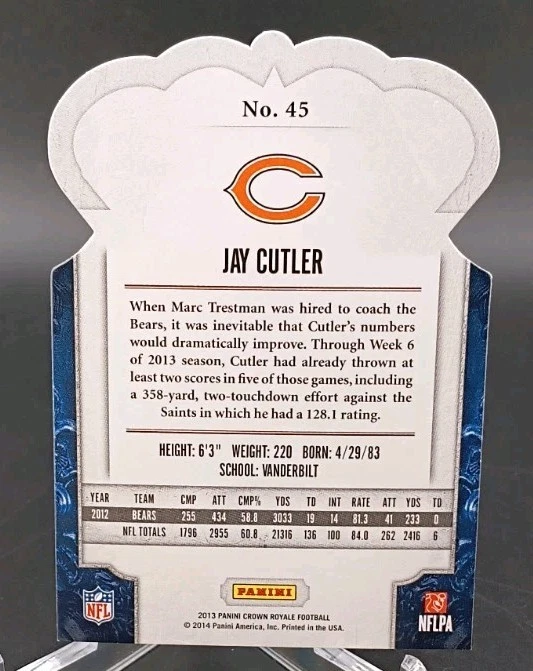 No. 45
C
JAY CUTLER
When Marc Trestman was hired to coach the
Bears, it was inevitable that Cutler's numbers
would dramatically improve. Through Week 6
of 2013 season, Cutler had already thrown at
least two scores in five of those games, including
a 358-yard, two-touchdown effort against the
Saints in which he had a 128.1 rating.
HEIGHT: 6'3" WEIGHT: 220 BORN: 4/29/83
SCHOOL: VANDERBILT
YEAR TEAM CMP ATT CMP% YDS TD INT RATE ATT YDS TD
2012 BEARS 255 434 58.8 3033 19 14 81.3 41 233 0
NFL TOTALS 1796 2955 60.8 21316 136 100 84.0 262 2416 6
PANINI
NFL
NFLPA
2013 PANINI CROWN ROYALE FOOTBALL
© 2014 Panini America, Inc. Printed in the USA.